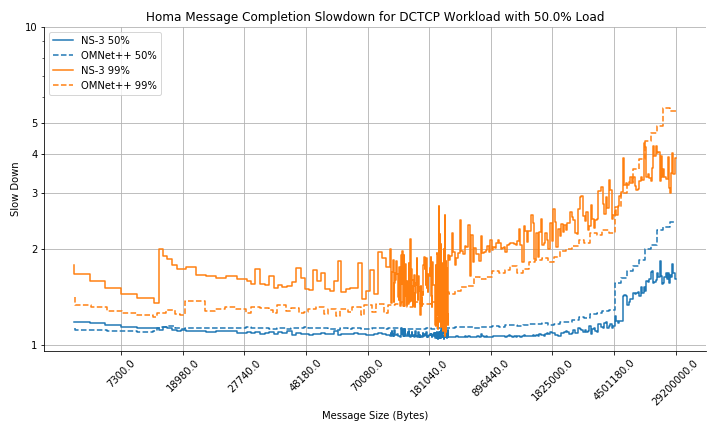 Homa Message Completion Slowdown for DCTCP Workload with 50.0% Load
NS-3 50%
OMNet++ 50%
NS-3 99%
OMNet++ 99%
Slow Down
10
5
4
3
2
1
7300.0
18980.0
27740.0
48180.0
70080.0
181040.0
896440.0
1825000.0
4501180.0
29200000.0
Message Size (Bytes)